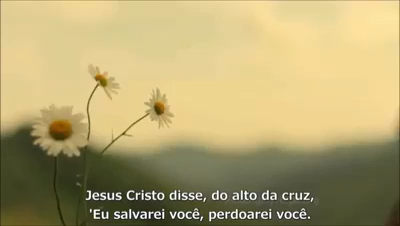 Jesus Cristo disse, do alto da cruz,
'Eu salvarei você, perdoarei você.